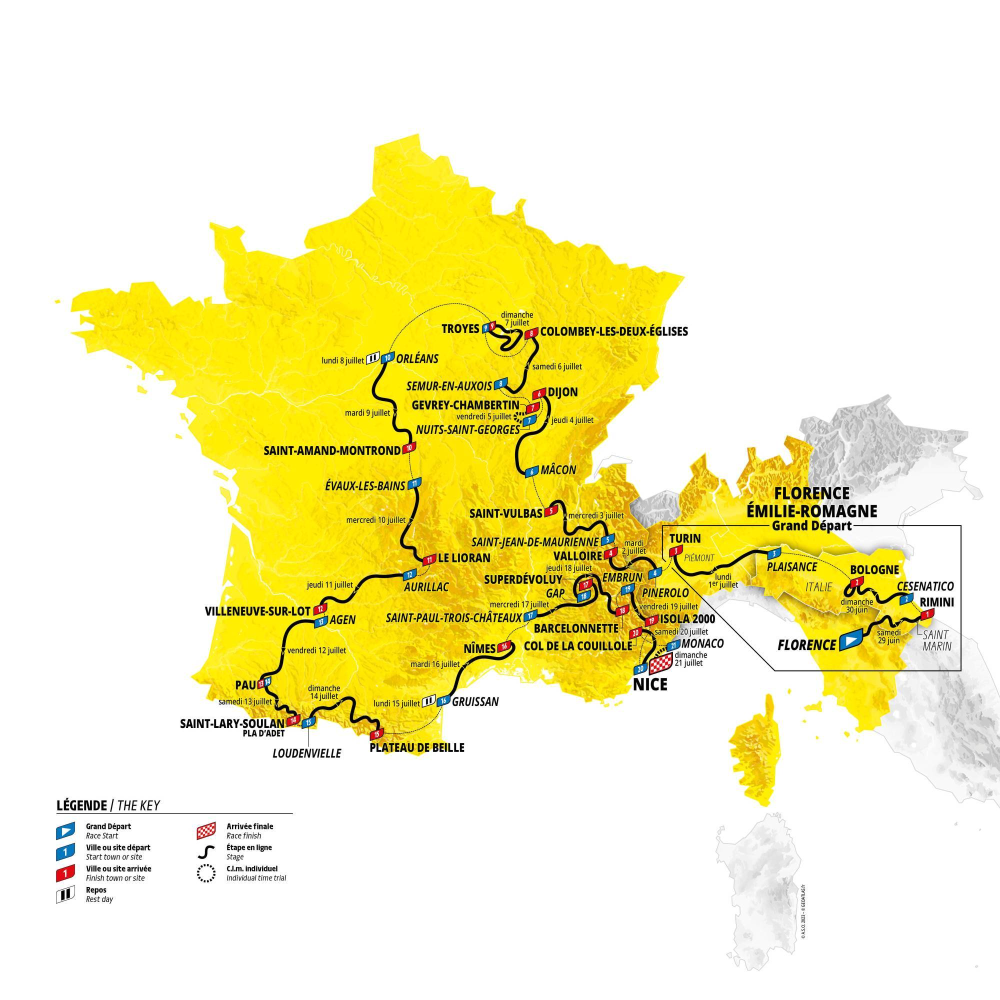 dimanche
7 juillet
TROYES
9
9
8
COLOMBEY-LES-DEUX-ÉGLISES
lundi 8 juillet
10
ORLÉANS
samedi 6 juillet
SEMUR-EN-AUXOIS
8
6
DIJON
GEVREY-CHAMBERTIN
7
vendredi 5 juillet
7
jeudi 4 juillet
NUITS-SAINT-GEORGES
mardi 9 juillet
SAINT-AMAND-MONTROND
10
6
MÂCON
ÉVAUX-LES-BAINS
11
mercredi 10 juillet
SAINT-VULBAS
5
mercredi 3 juillet
SAINT-JEAN-DE-MAURIENNE
5
mardi
2 juillet
VALLOIRE
4
LE LIORAN
11
12
AURILLAC
jeudi 11 juillet
VILLENEUVE-SUR-LOT
12
13
AGEN
vendredi 12 juillet
PAU
13
14
samedi 13 juillet
SAINT-LARY-SOULAN
PLA D'ADET
14
15
LOUDENVIELLE
dimanche
14 juillet
15
PLATEAU DE BEILLE
lundi 15 juillet
16
GRUISSAN
mardi 16 juillet
NÎMES
16
jeudi 18 juillet
SUPERDÉVOLUY
17
GAP
18
mercredi 17 juillet
SAINT-PAUL-TROIS-CHÂTEAUX
17
EMBRUN
19
4
PINEROLO
vendredi 19 juillet
18
BARCELONNETTE
19
ISOLA 2000
samedi 20 juillet
20
COL DE LA COUILLOLE
21
MONACO
dimanche
21 juillet
20
NICE
FLORENCE
ÉMILIE-ROMAGNE
Grand Départ
TURIN
3
PIÉMONT
3
PLAISANCE
lundi
1er juillet
ITALIE
BOLOGNE
2
CESENATICO
2
dimanche
30 juin
RIMINI
1
samedi
29 juin
SAINT
MARIN
FLORENCE
LÉGENDE / THE KEY
Grand Départ
Race Start
1
Ville ou site départ
Start town or site
1
Ville ou site arrivée
Finish town or site
Repos
Rest day
Arrivée finale
Race finish
Étape en ligne
Stage
C.l.m. individuel
Individual time trial
© A.S.O. 2023 - © GEOATLAS.fr